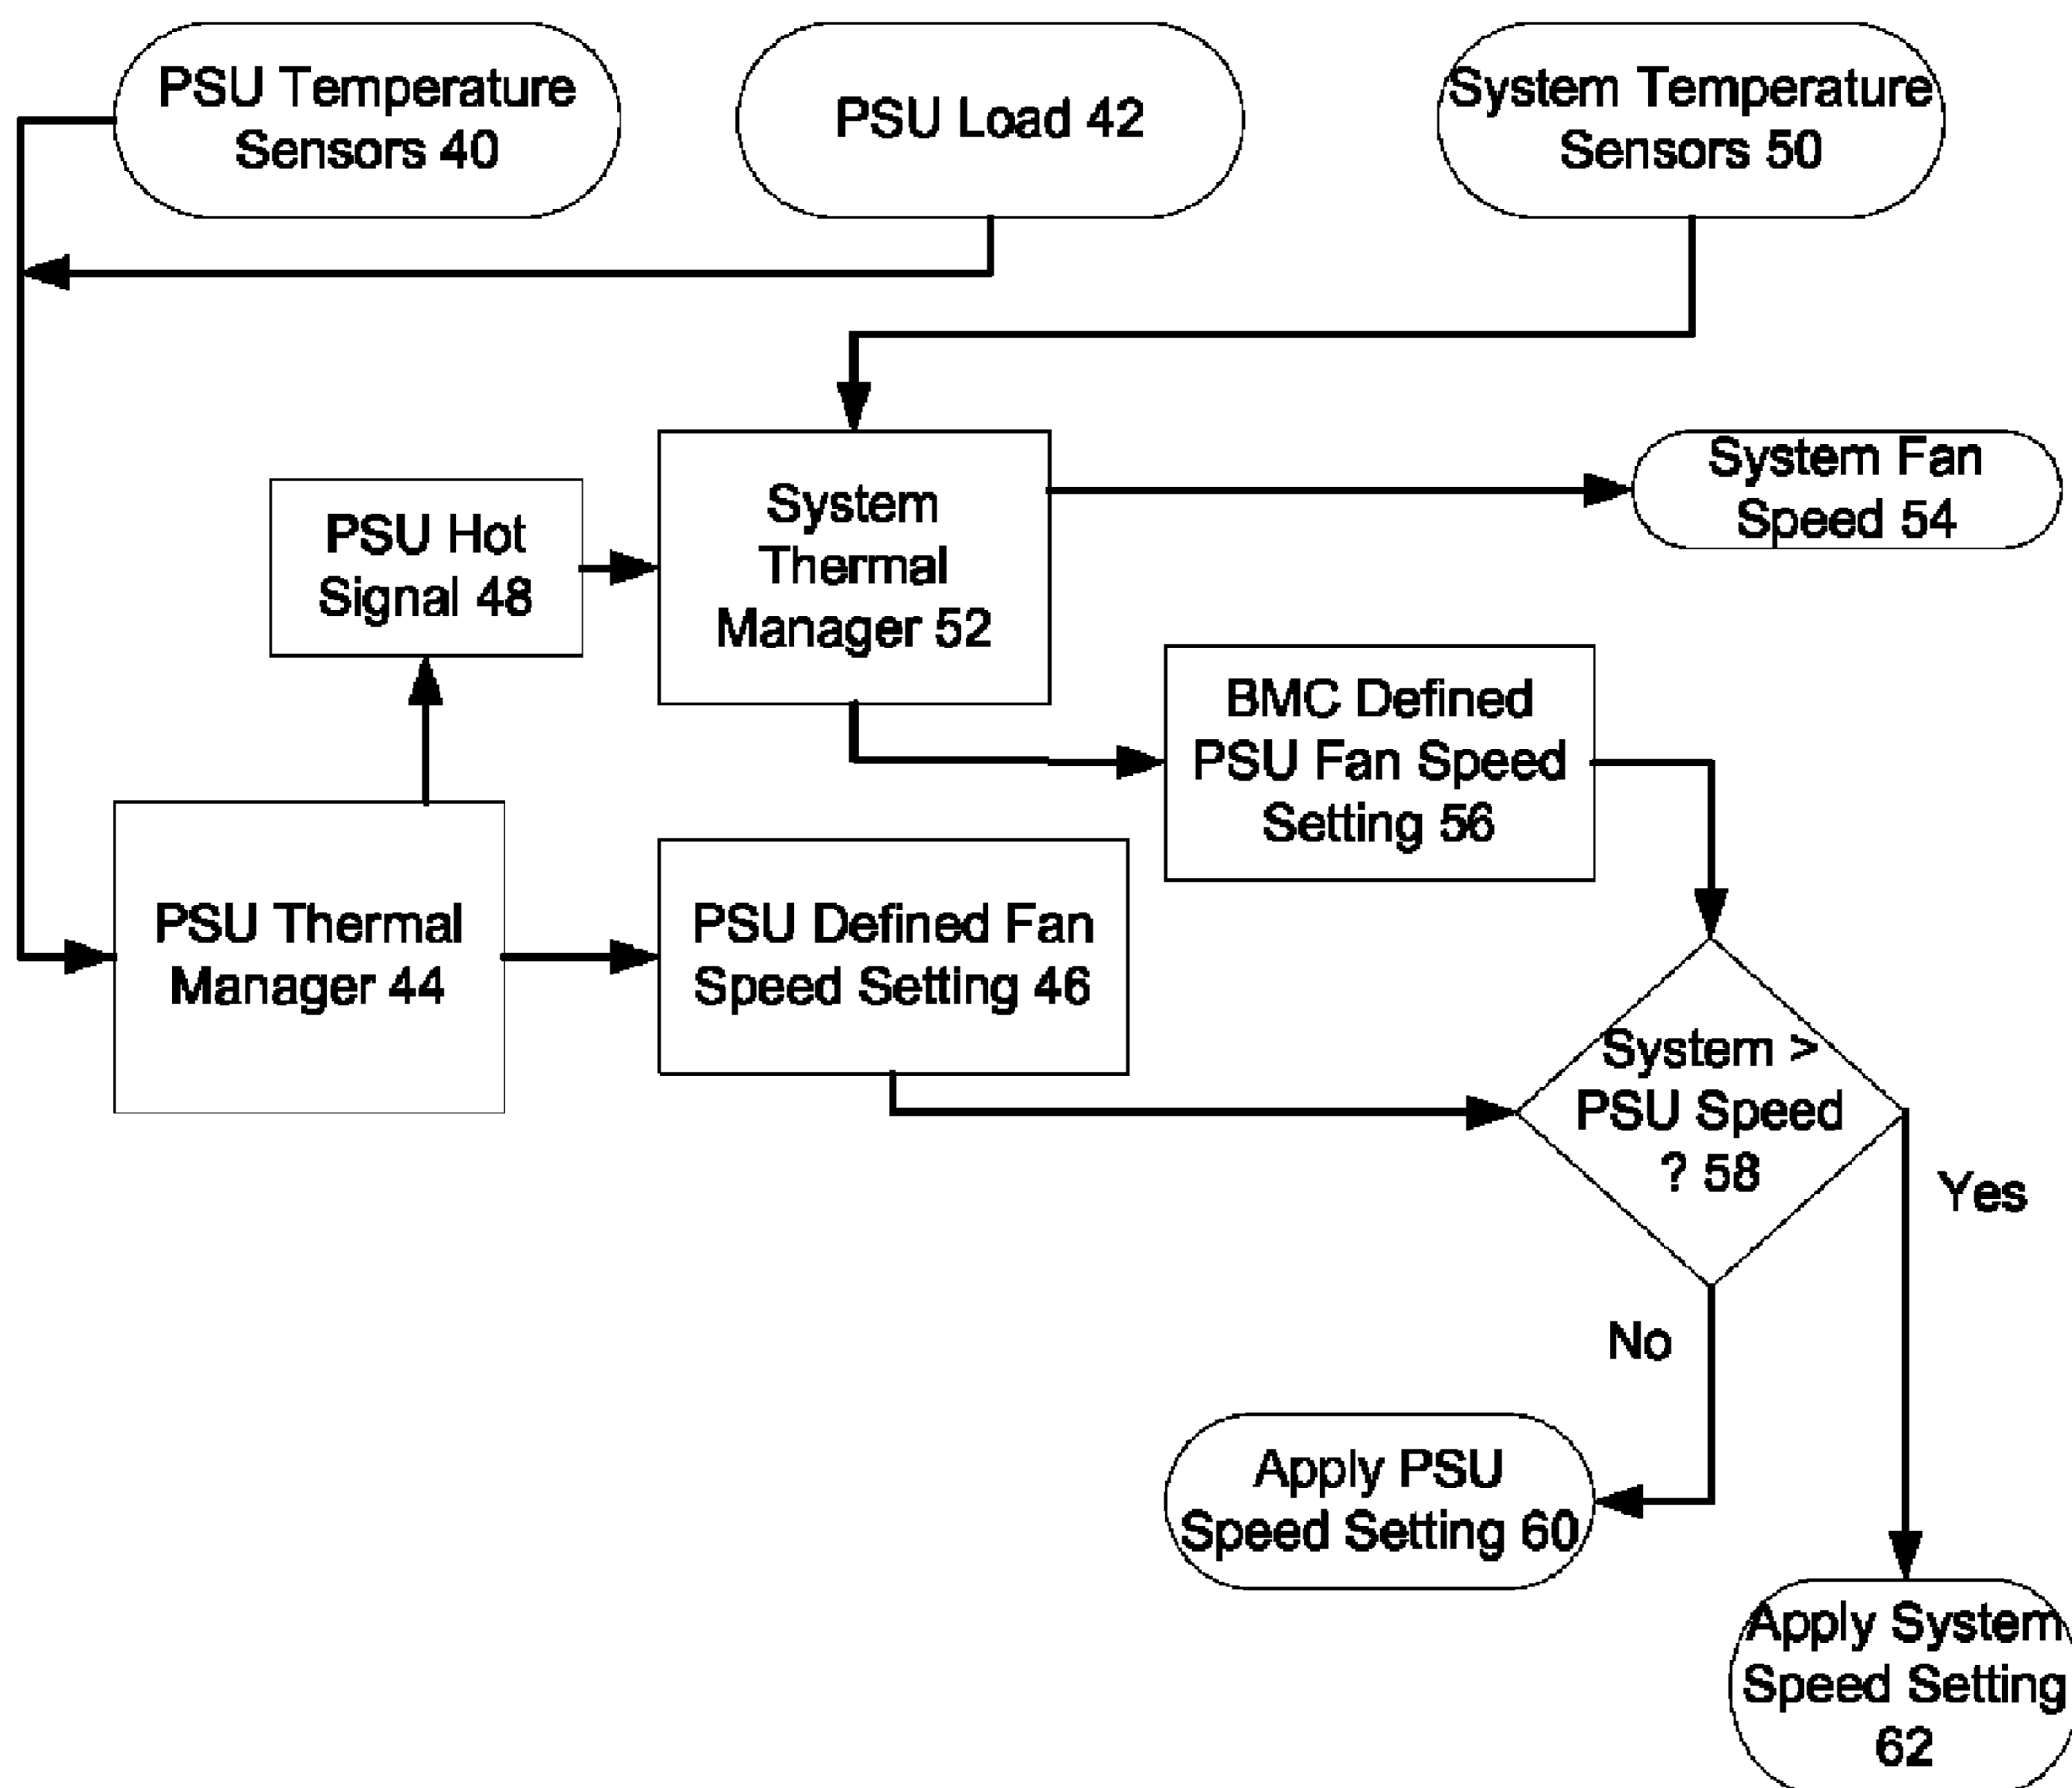 PSU Temperature
Sensors 40
PSU Load 42
System Temperature
Sensors 50
System Fan
Speed 54
PSU Hot
Signal 48
System
Thermal
Manager 52
BMC Defined
PSU Fan Speed
Setting 56
PSU Thermal
Manager 44
PSU Defined Fan
Speed Setting 46
System >
PSU Speed
? 58
Yes
No
Apply PSU
Speed Setting 60
Apply System
Speed Setting
62